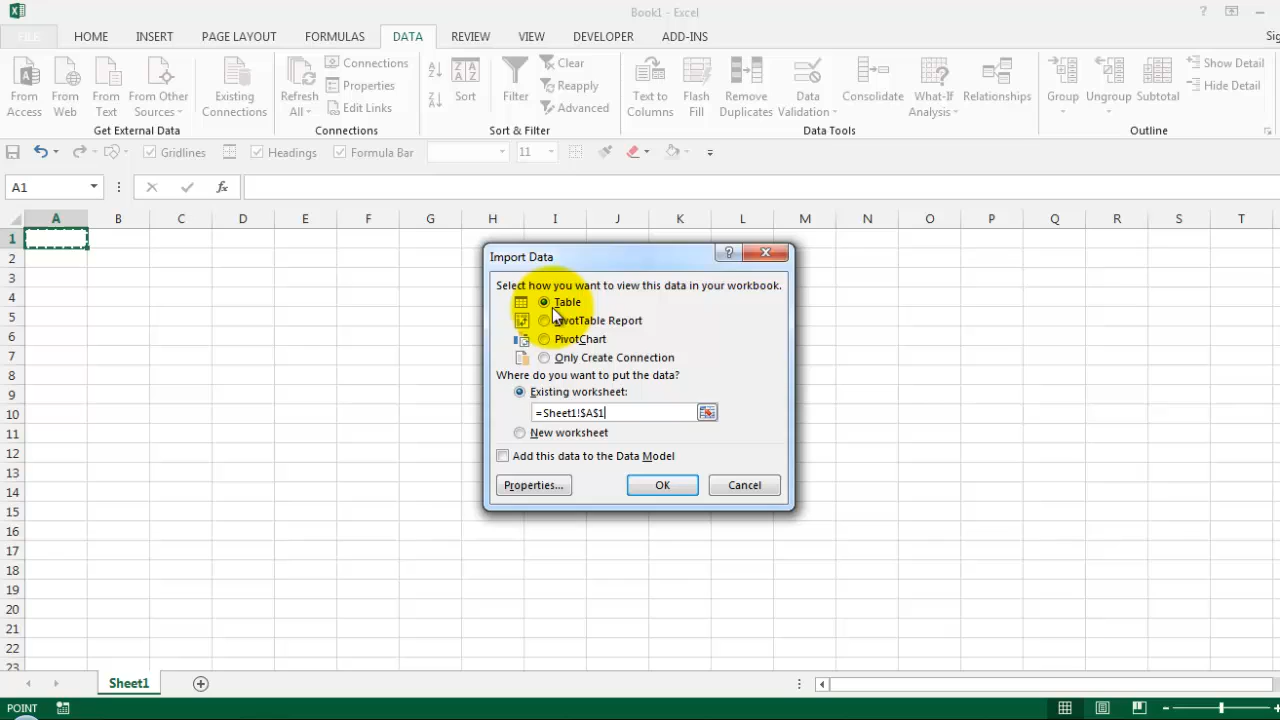 Book1 - Excel
FILE HOME INSERT PAGE LAYOUT FORMULAS DATA REVIEW VIEW DEVELOPER ADD-INS
From Access
From Web
From Text
From Other Sources
Existing Connections
Get External Data
Refresh All
Connections
Properties
Edit Links
Connections
Sort
Filter
Clear
Reapply
Advanced
Sort & Filter
Text to Columns
Flash Fill
Remove Duplicates
Data Validation
Consolidate
What-If Analysis
Relationships
Data Tools
Group
Ungroup
Subtotal
Show Detail
Hide Detail
Outline
Gridlines Headings Formula Bar 11
A1 fx
A B C D E F G H I J K L M N O P Q R S T
1
2
3
4
5
6
7
8
9
10
11
12
13
14
15
16
17
18
19
20
21
22
23
Import Data
Select how you want to view this data in your workbook.
Table
PivotTable Report
PivotChart
Only Create Connection
Where do you want to put the data?
Existing worksheet:
=Sheet1!$A$1
New worksheet
Add this data to the Data Model
Properties... OK Cancel
Sheet1
POINT